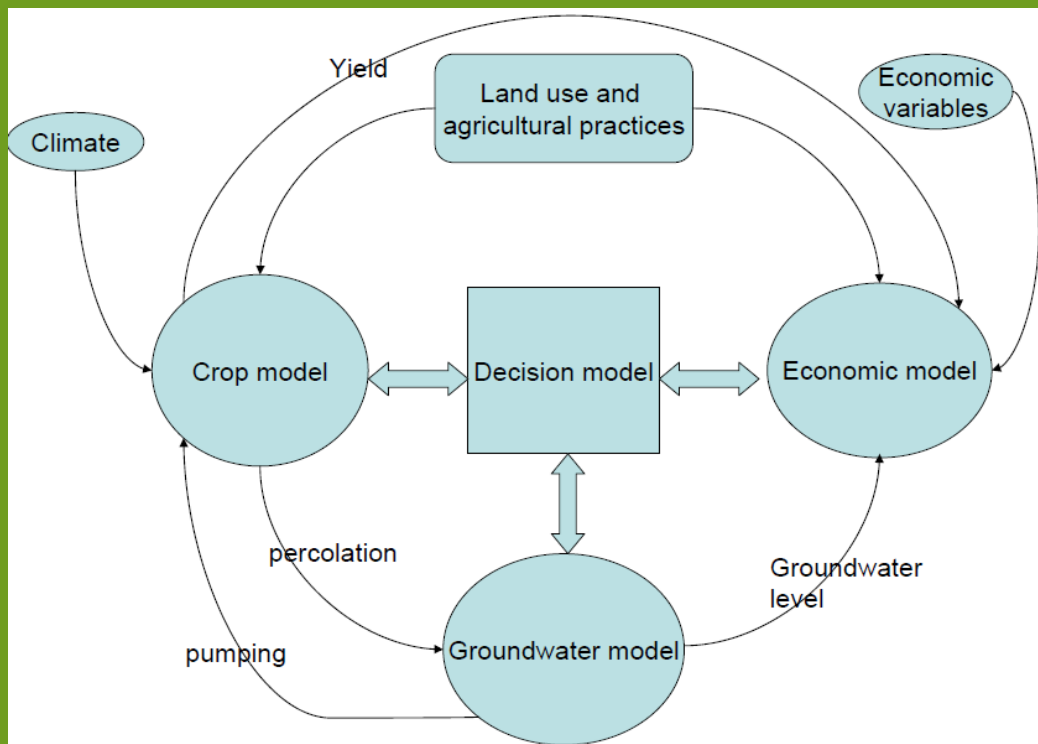 Yield
Land use and
agricultural practices
Economic
variables
Climate
Crop model
Decision model
Economic model
percolation
Groundwater
level
pumping
Groundwater model